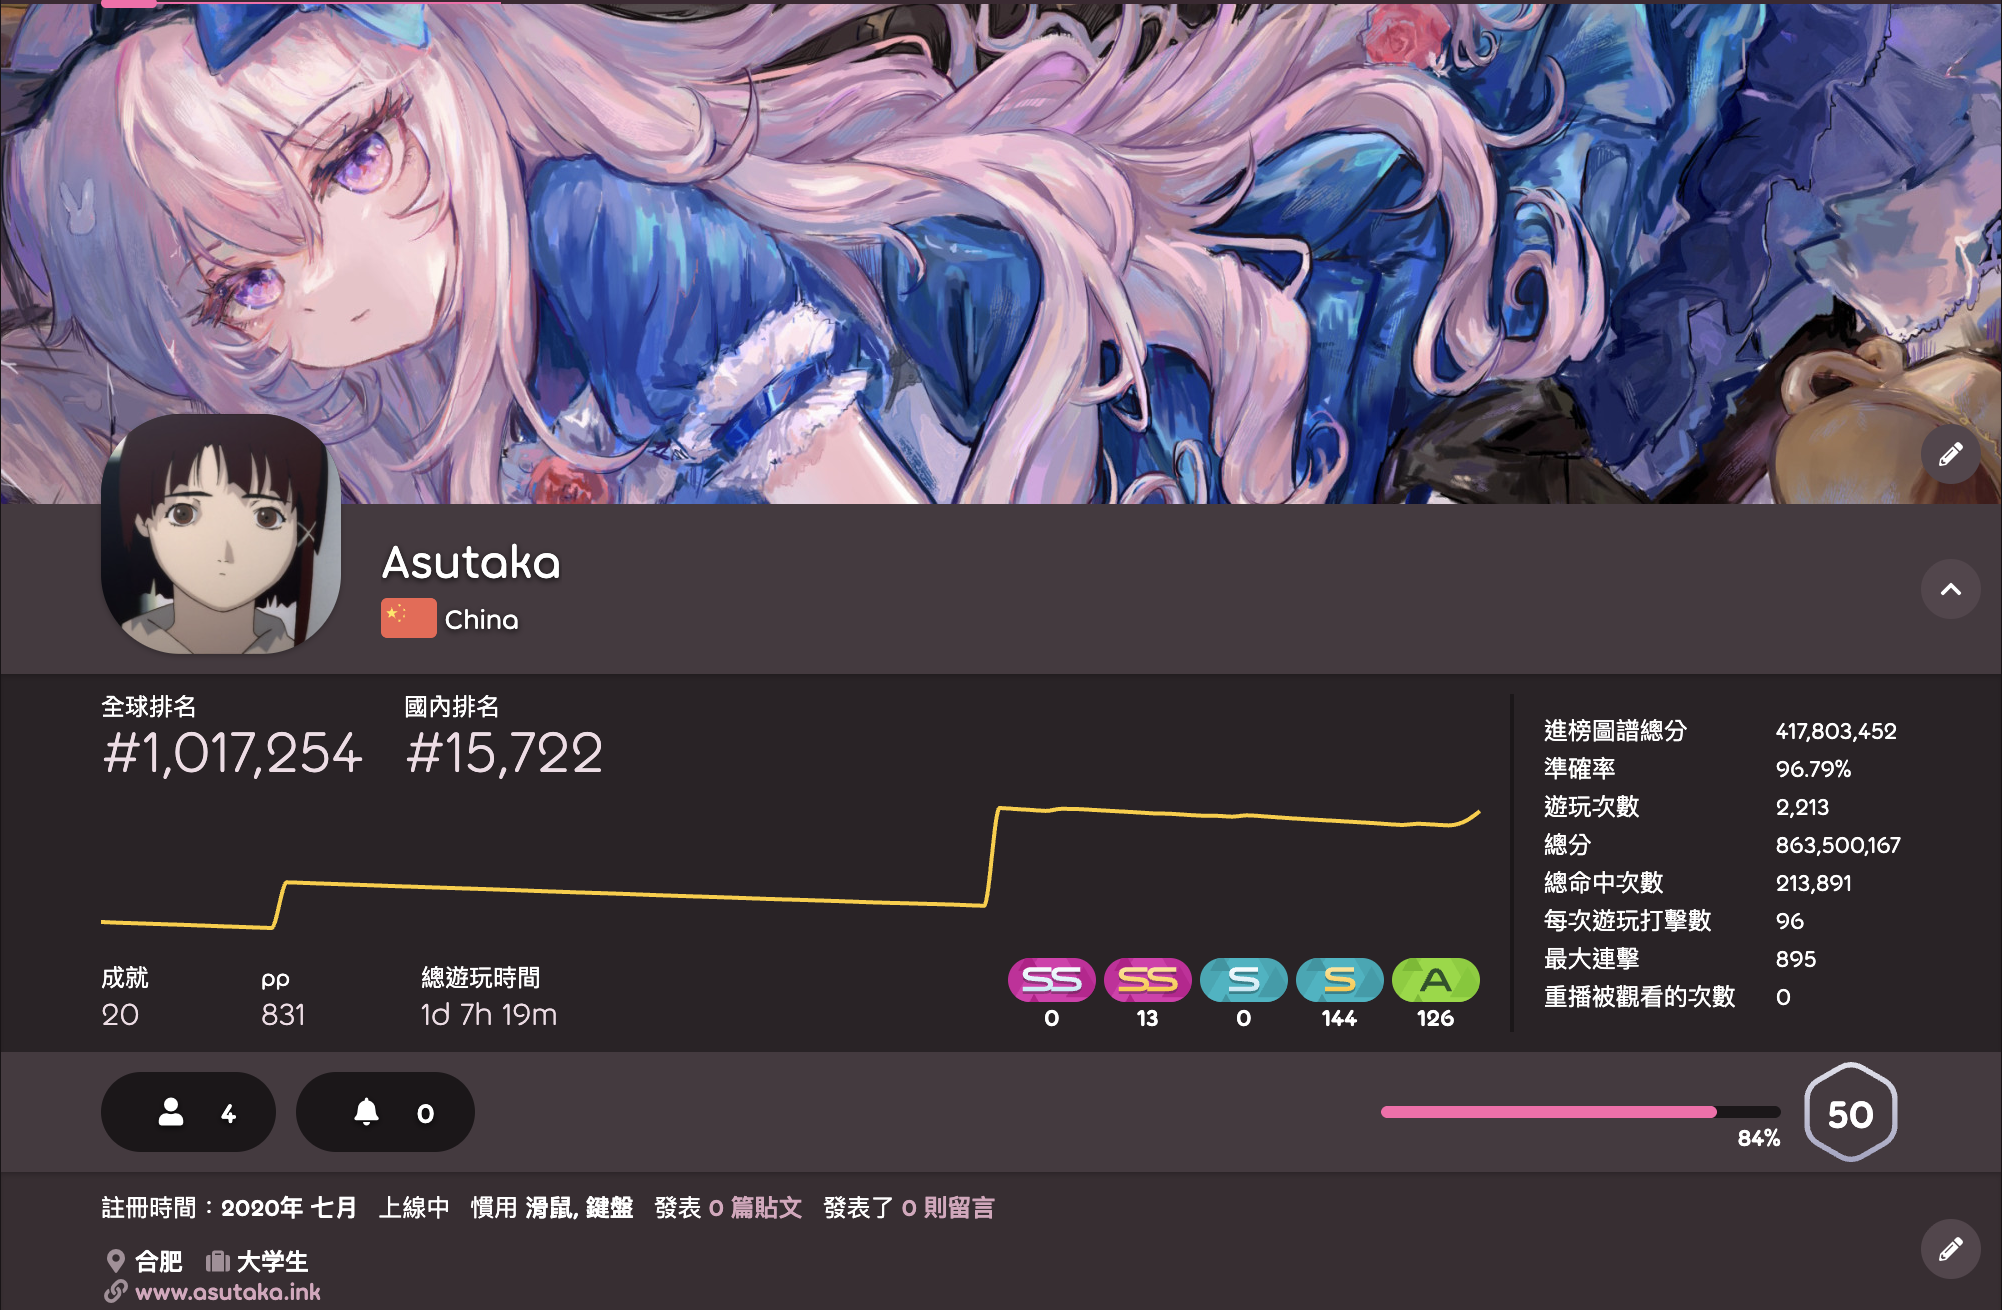 Asutaka
China
全球排名 國內排名
#1,017,254 #15,722
進榜圖譜總分 417,803,452
準確率 96.79%
遊玩次數 2,213
總分 863,500,167
總命中次數 213,891
每次遊玩打擊數 96
最大連擊 895
重播被觀看的次數 0
成就 pp 總遊玩時間
20 831 1d 7h 19m
SS SS S S A
0 13 0 144 126
4 0
84% 50
註冊時間：2020年 七月 上線中 慣用 滑鼠, 鍵盤 發表 0 篇貼文 發表了 0 則留言
合肥 大学生
www.asutaka.ink